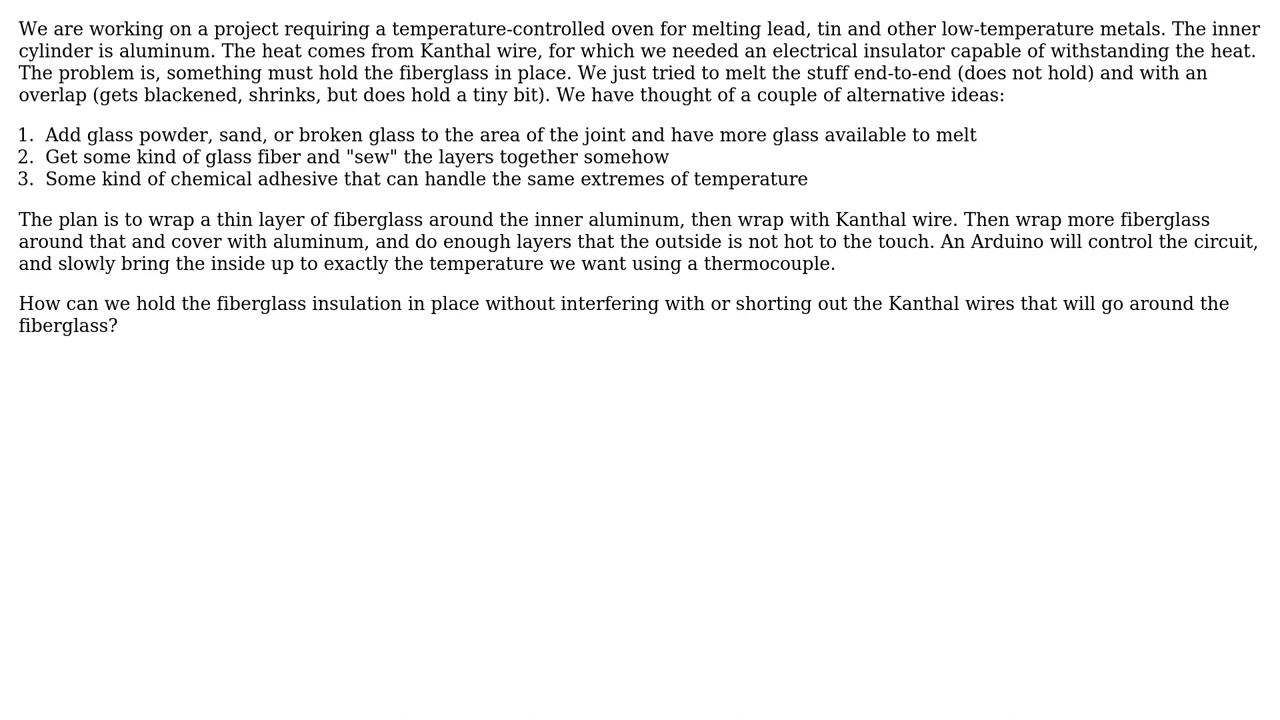 We are working on a project requiring a temperature-controlled oven for melting lead, tin and other low-temperature metals. The inner
cylinder is aluminum. The heat comes from Kanthal wire, for which we needed an electrical insulator capable of withstanding the heat.
The problem is, something must hold the fiberglass in place. We just tried to melt the stuff end-to-end (does not hold) and with an
overlap (gets blackened, shrinks, but does hold a tiny bit). We have thought of a couple of alternative ideas:
1. Add glass powder, sand, or broken glass to the area of the joint and have more glass available to melt
2. Get some kind of glass fiber and "sew" the layers together somehow
3. Some kind of chemical adhesive that can handle the same extremes of temperature
The plan is to wrap a thin layer of fiberglass around the inner aluminum, then wrap with Kanthal wire. Then wrap more fiberglass
around that and cover with aluminum, and do enough layers that the outside is not hot to the touch. An Arduino will control the circuit,
and slowly bring the inside up to exactly the temperature we want using a thermocouple.
How can we hold the fiberglass insulation in place without interfering with or shorting out the Kanthal wires that will go around the
fiberglass?